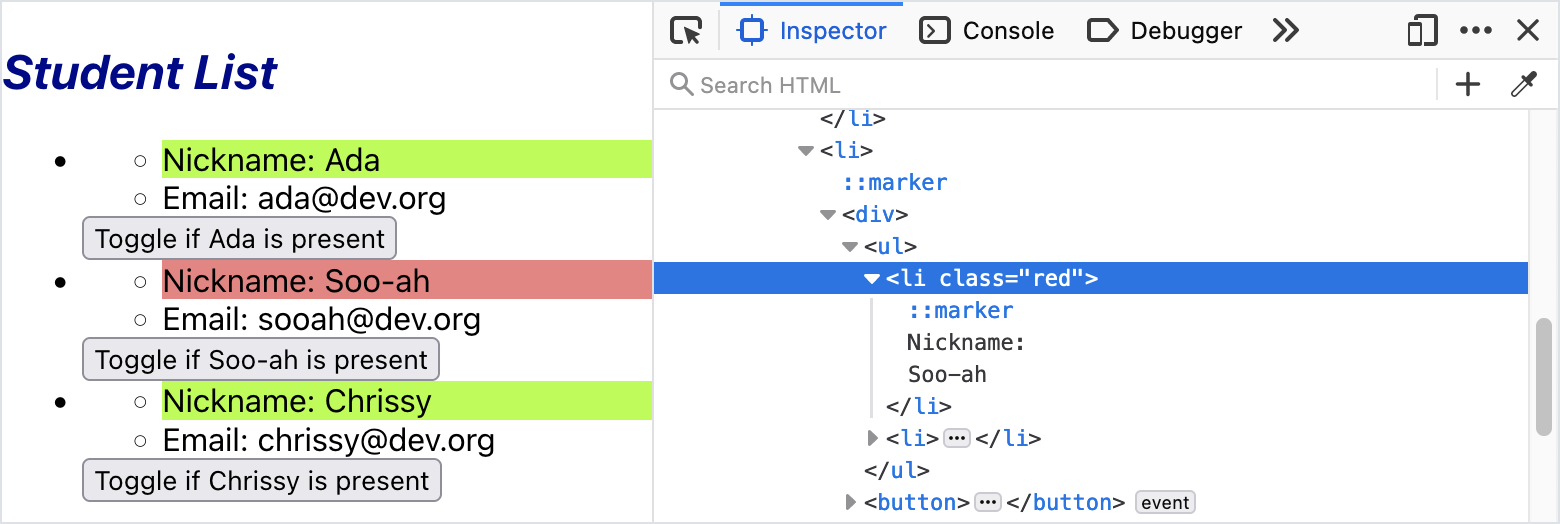 Student List
Nickname: Ada
Email: ada@dev.org
Toggle if Ada is present
Nickname: Soo-ah
Email: sooah@dev.org
Toggle if Soo-ah is present
Nickname: Chrissy
Email: chrissy@dev.org
Toggle if Chrissy is present
Inspector Console Debugger
Search HTML
</li>
<li>
::marker
<div>
<ul>
<li class="red">
::marker
Nickname:
Soo-ah
</li>
<li>⋯</li>
</ul>
<button>⋯</button> event